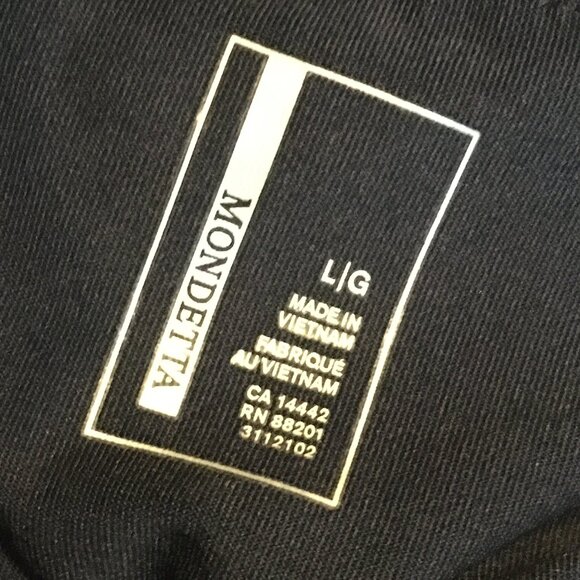 MONDETTA
L/G
MADE IN
VIETNAM
FABRIQUÉ
AU VIETNAM
CA 14442
RN 88201
3112102